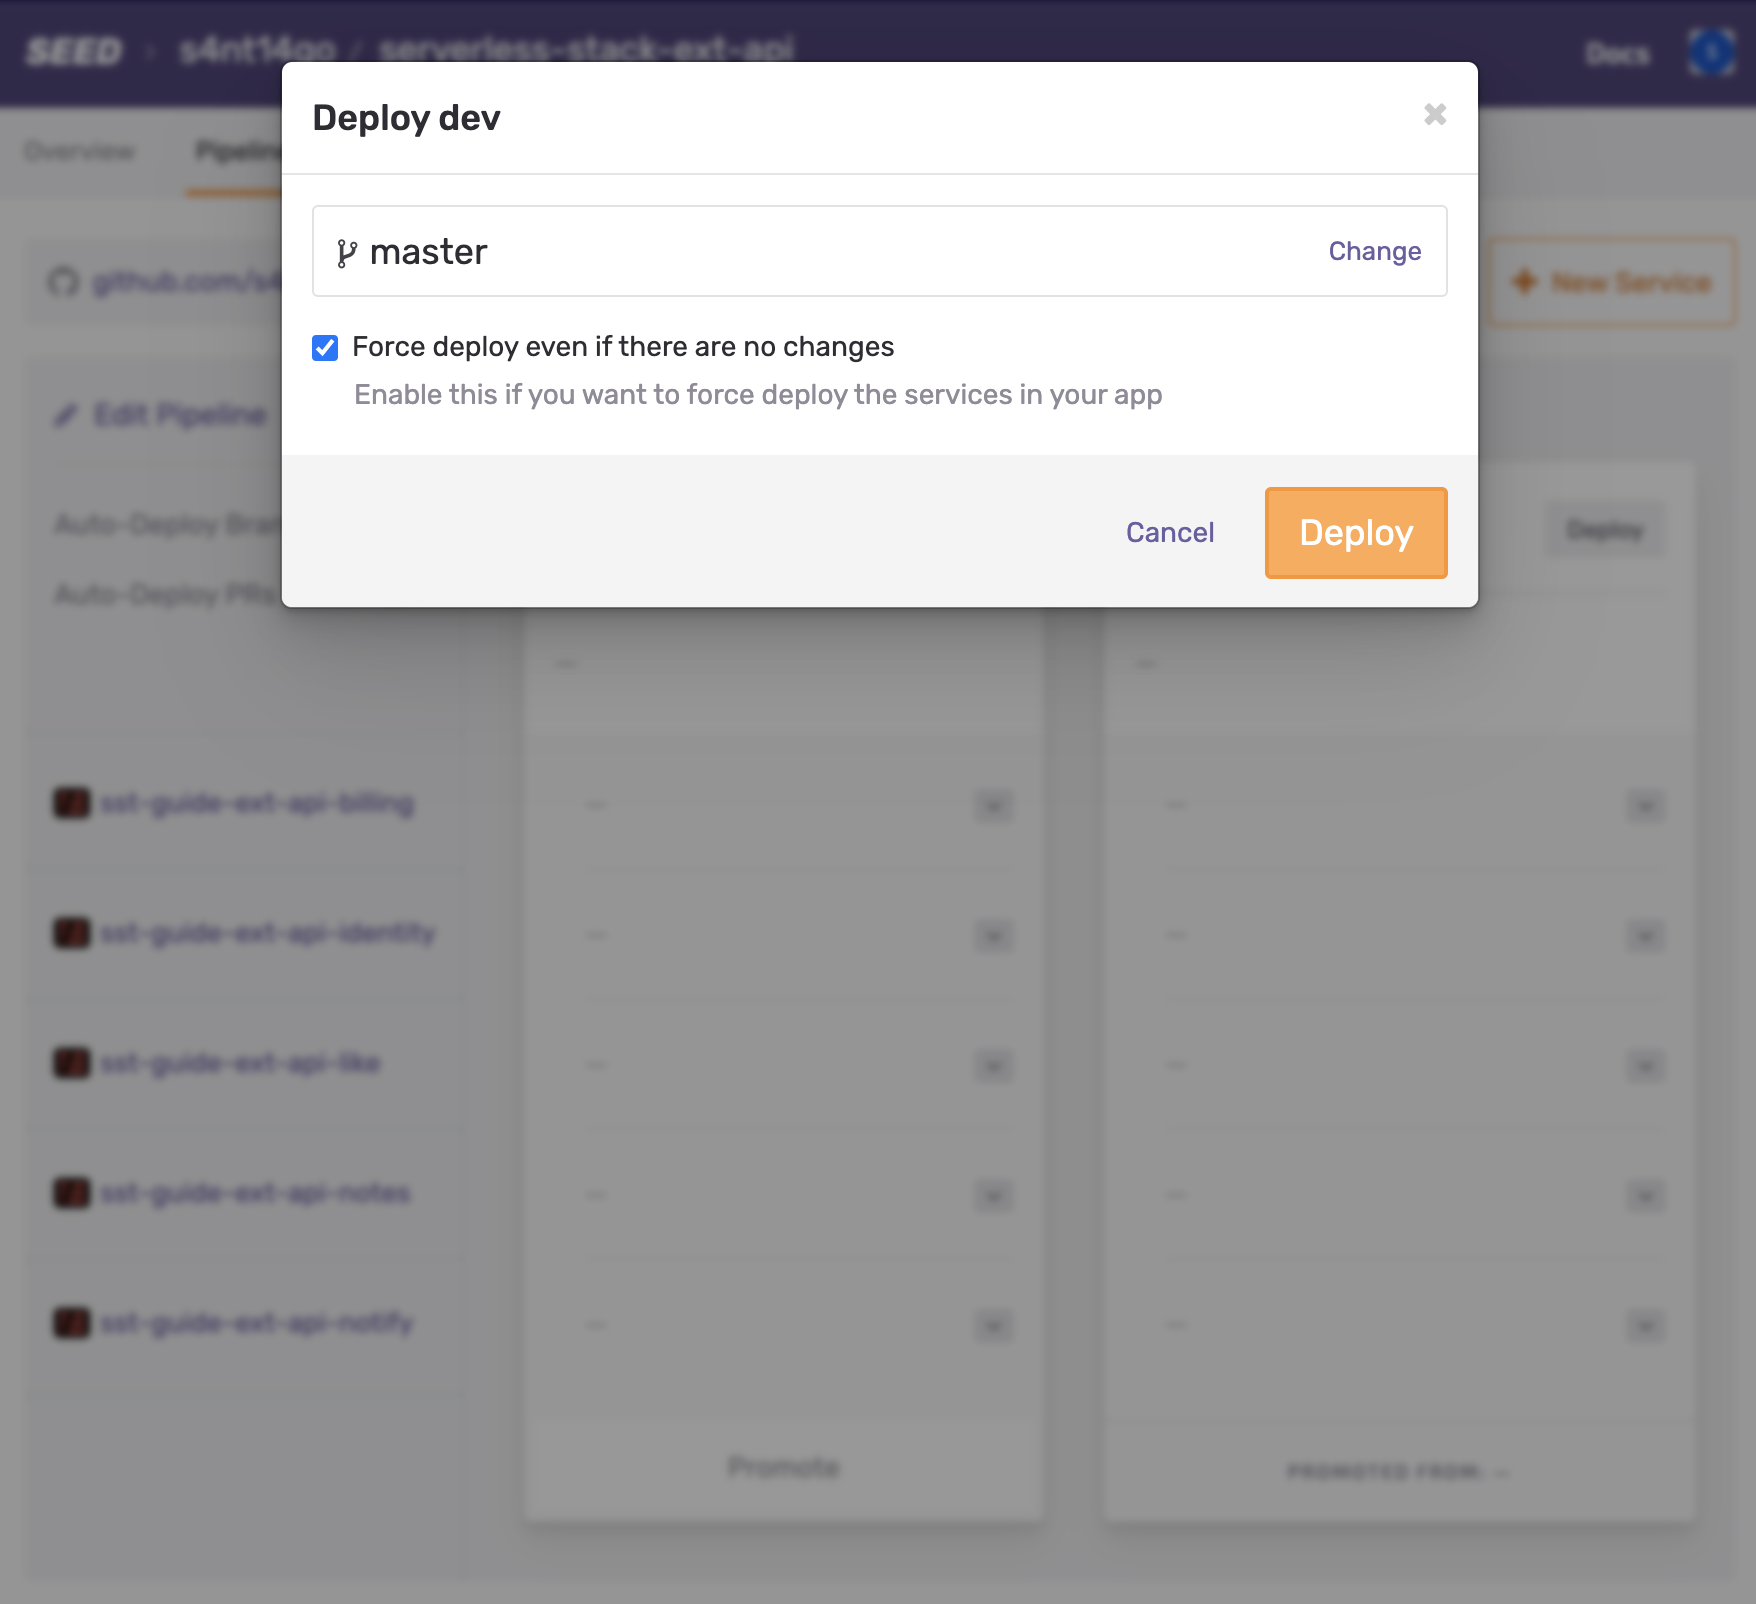 SEED > s4nt14go / serverless-stack-ext-api
Docs
Deploy dev
Overview
Pipeline
master
Change
github.com/s4
New Service
Force deploy even if there are no changes
Enable this if you want to force deploy the services in your app
Edit Pipeline
Cancel
Deploy
Auto-Deploy Bran
Deploy
Auto-Deploy PRs
—
—
sst-guide-ext-api-billing
—
—
sst-guide-ext-api-identity
—
—
sst-guide-ext-api-like
—
—
sst-guide-ext-api-notes
—
—
sst-guide-ext-api-notify
—
—
Promote
PROMOTED FROM: —